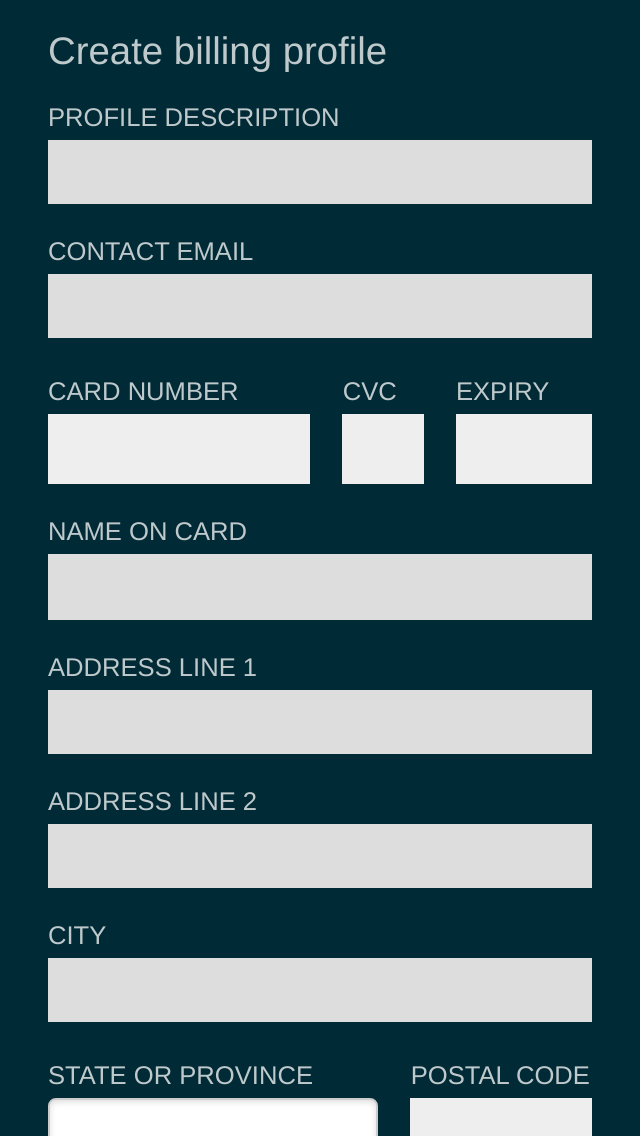 Create billing profile
PROFILE DESCRIPTION
CONTACT EMAIL
CARD NUMBER CVC EXPIRY
NAME ON CARD
ADDRESS LINE 1
ADDRESS LINE 2
CITY
STATE OR PROVINCE POSTAL CODE